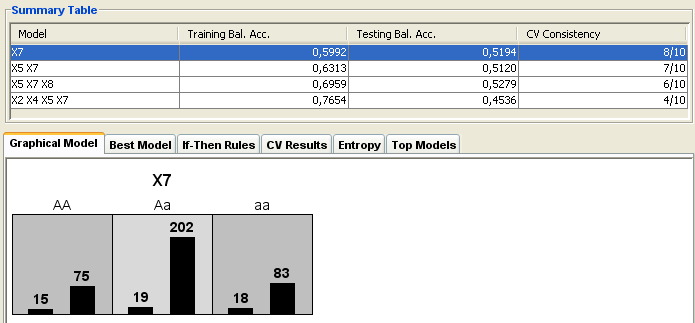 Summary Table
Model Training Bal. Acc. Testing Bal. Acc. CV Consistency
X7 0,5992 0,5194 8/10
X5 X7 0,6313 0,5120 7/10
X5 X7 X8 0,6959 0,5279 6/10
X2 X4 X5 X7 0,7654 0,4536 4/10
Graphical Model Best Model If-Then Rules CV Results Entropy Top Models
X7
AA Aa aa
15 75 19 202 18 83